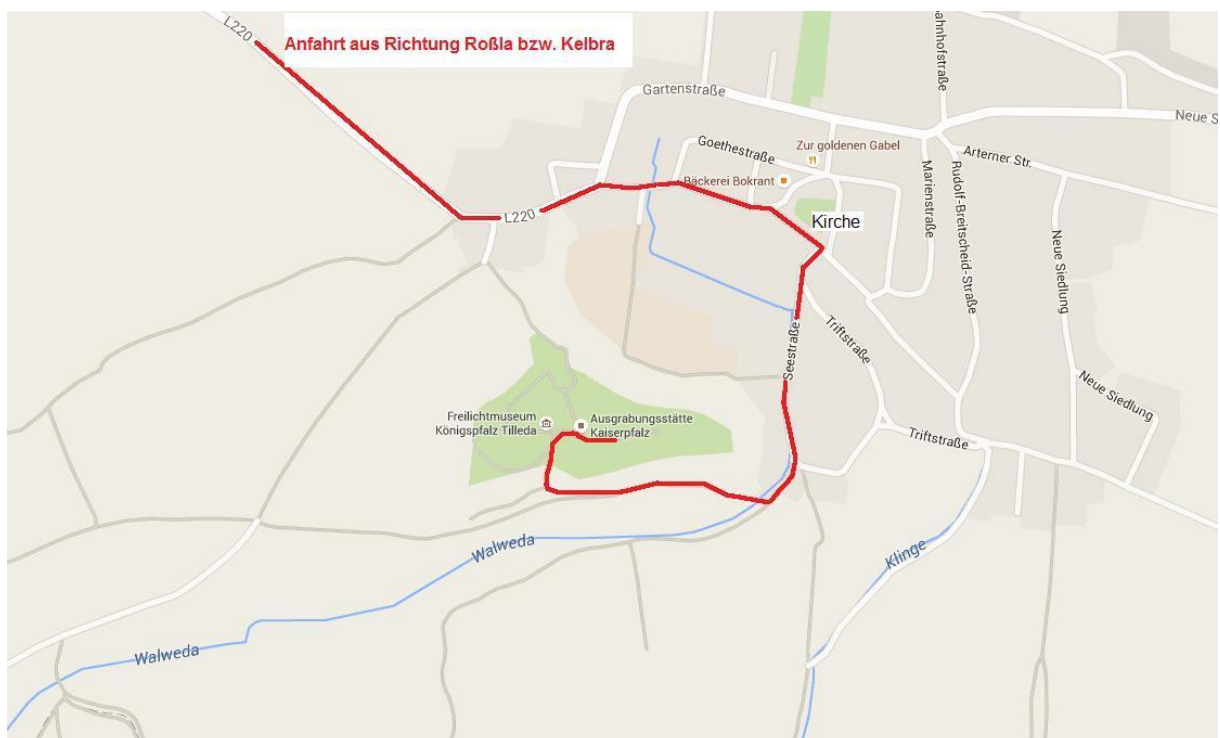 L220
Anfahrt aus Richtung Roßla bzw. Kelbra
Gartenstraße
Bahnhofstraße
Neue S
Goethestraße
Zur goldenen Gabel
Arterner Str.
Bäckerei Bokrant
Marienstraße
Rudolf-Breitscheid-Straße
L220
Kirche
Neue Siedlung
Triftstraße
Seestraße
Neue Siedlung
Freilichtmuseum
Königspfalz Tilleda
Ausgrabungsstätte
Kaiserpfalz
Triftstraße
Walweda
Klinge
Walweda